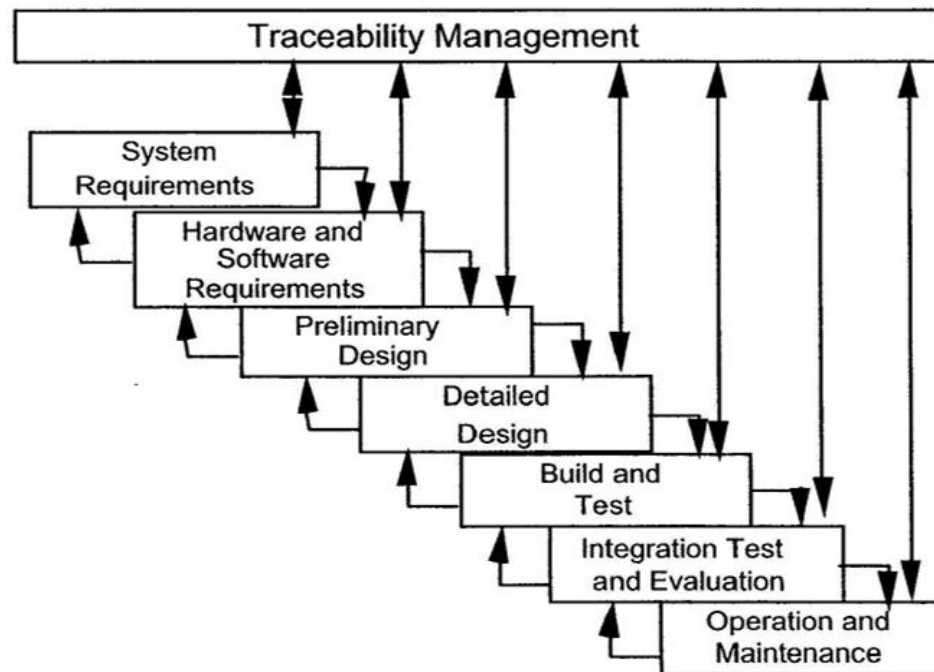 Traceability Management
System
Requirements
Hardware and
Software
Requirements
Preliminary
Design
Detailed
Design
Build and
Test
Integration Test
and Evaluation
Operation and
Maintenance